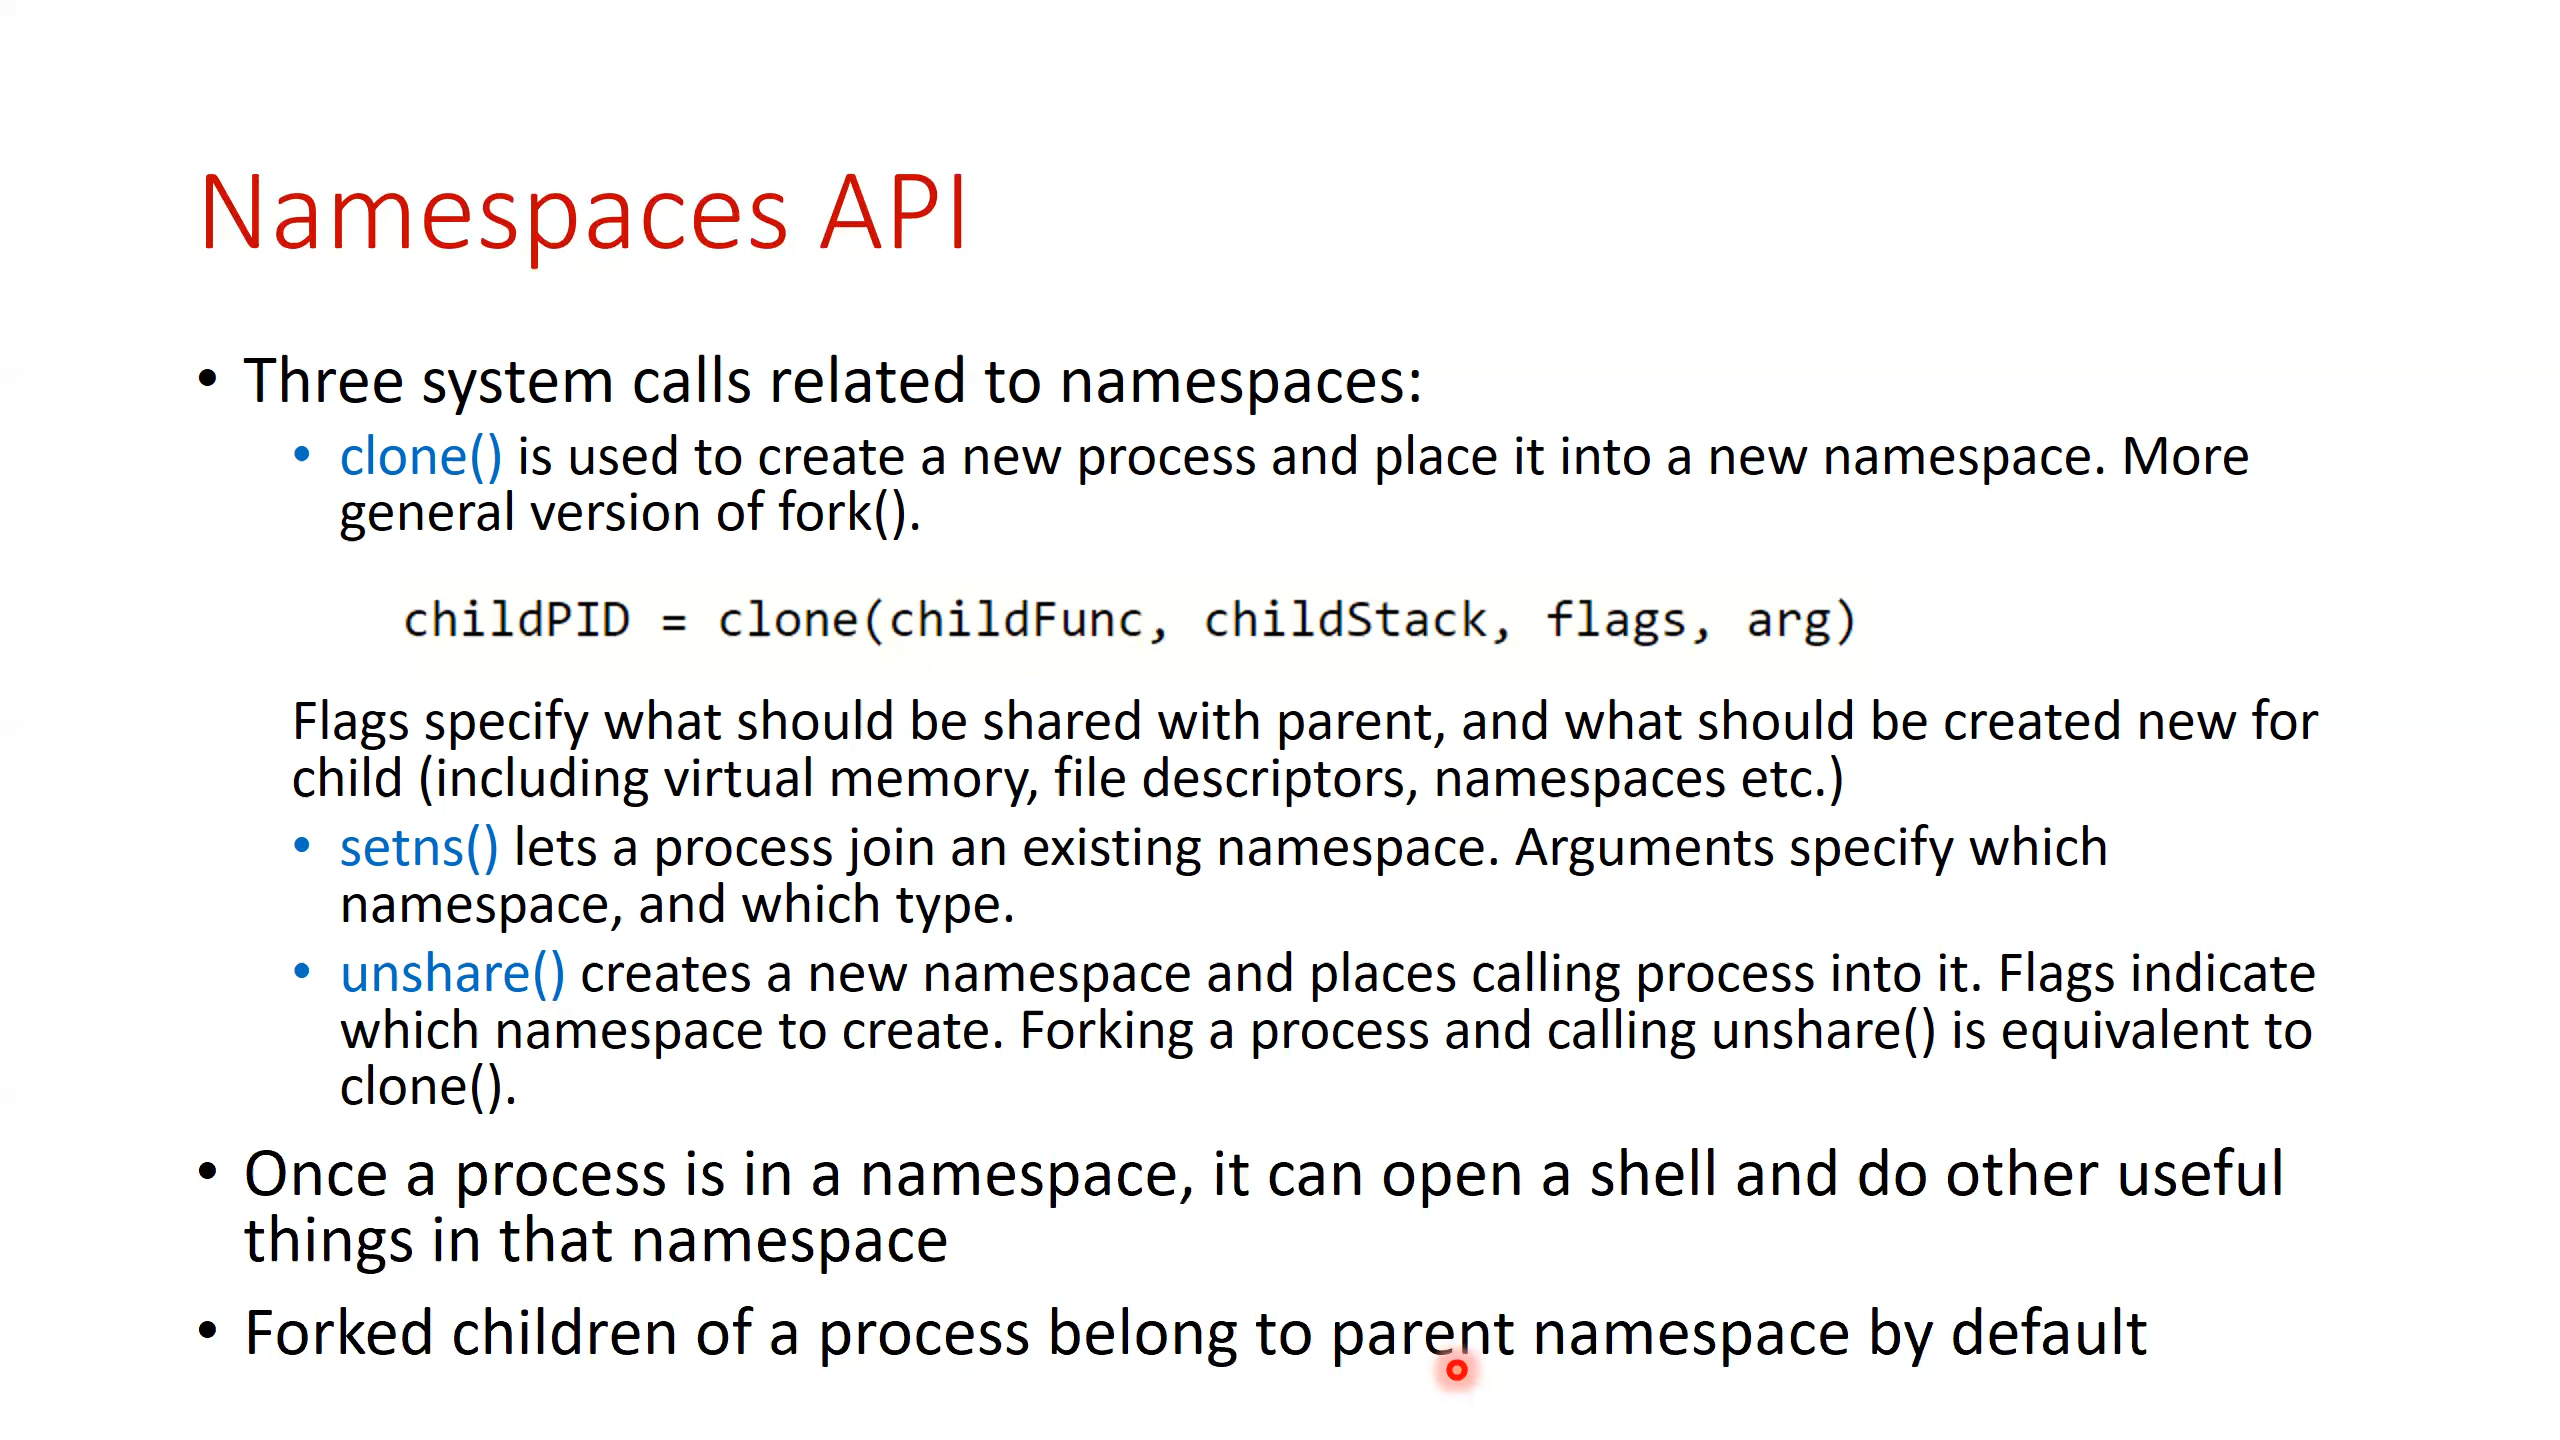 Namespaces API
• Three system calls related to namespaces:
• clone() is used to create a new process and place it into a new namespace. More
general version of fork().
childPID = clone(childFunc, childStack, flags, arg)
Flags specify what should be shared with parent, and what should be created new for
child (including virtual memory, file descriptors, namespaces etc.)
• setns() lets a process join an existing namespace. Arguments specify which
namespace, and which type.
• unshare() creates a new namespace and places calling process into it. Flags indicate
which namespace to create. Forking a process and calling unshare() is equivalent to
clone().
• Once a process is in a namespace, it can open a shell and do other useful
things in that namespace
• Forked children of a process belong to parent namespace by default